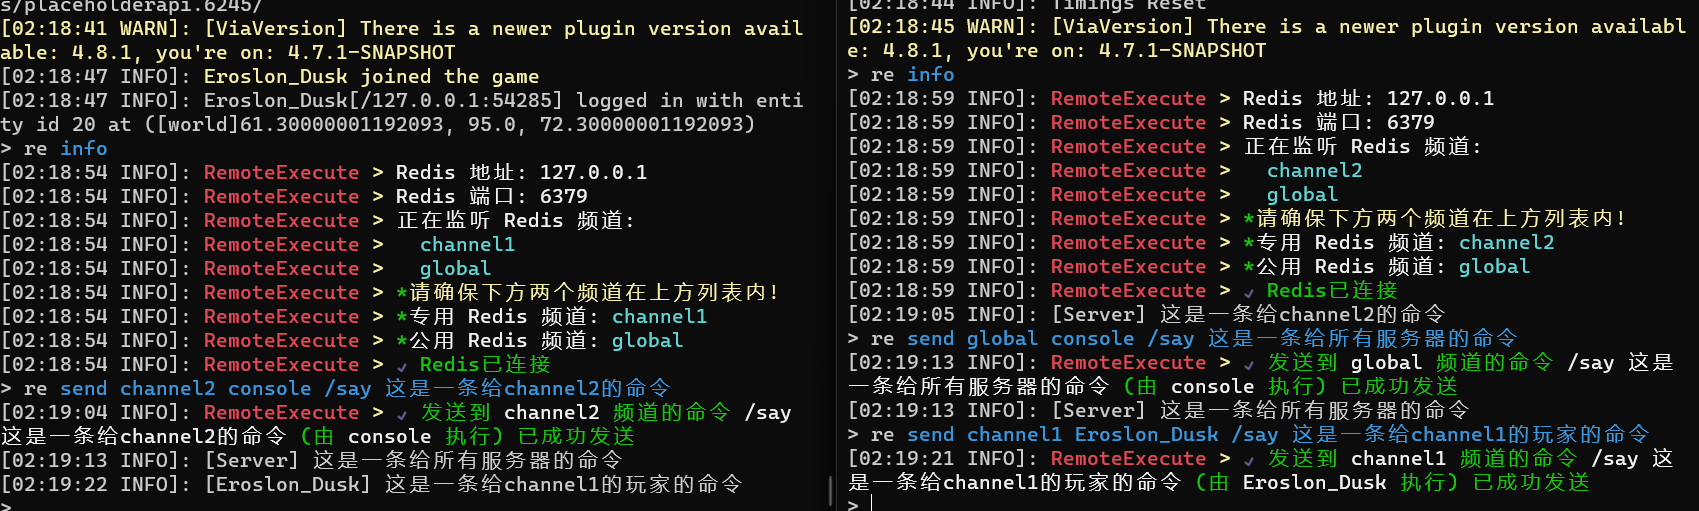 s/placeholderapi.6245/
[02:18:41 WARN]: [ViaVersion] There is a newer plugin version avail
able: 4.8.1, you're on: 4.7.1-SNAPSHOT
[02:18:47 INFO]: Eroslon_Dusk joined the game
[02:18:47 INFO]: Eroslon_Dusk[/127.0.0.1:54285] logged in with enti
ty id 20 at ([world]61.30000001192093, 95.0, 72.30000001192093)
> re info
[02:18:54 INFO]: RemoteExecute > Redis 地址: 127.0.0.1
[02:18:54 INFO]: RemoteExecute > Redis 端口: 6379
[02:18:54 INFO]: RemoteExecute > 正在监听 Redis 频道:
[02:18:54 INFO]: RemoteExecute >   channel1
[02:18:54 INFO]: RemoteExecute >   global
[02:18:54 INFO]: RemoteExecute > *请确保下方两个频道在上方列表内!
[02:18:54 INFO]: RemoteExecute > *专用 Redis 频道: channel1
[02:18:54 INFO]: RemoteExecute > *公用 Redis 频道: global
[02:18:54 INFO]: RemoteExecute > ✓ Redis已连接
> re send channel2 console /say 这是一条给channel2的命令
[02:19:04 INFO]: RemoteExecute > ✓ 发送到 channel2 频道的命令 /say
这是一条给channel2的命令 (由 console 执行) 已成功发送
[02:19:13 INFO]: [Server] 这是一条给所有服务器的命令
[02:19:22 INFO]: [Eroslon_Dusk] 这是一条给channel1的玩家的命令
>
[02:18:44 INFO]: Timings Reset
[02:18:45 WARN]: [ViaVersion] There is a newer plugin version availabl
e: 4.8.1, you're on: 4.7.1-SNAPSHOT
> re info
[02:18:59 INFO]: RemoteExecute > Redis 地址: 127.0.0.1
[02:18:59 INFO]: RemoteExecute > Redis 端口: 6379
[02:18:59 INFO]: RemoteExecute > 正在监听 Redis 频道:
[02:18:59 INFO]: RemoteExecute >   channel2
[02:18:59 INFO]: RemoteExecute >   global
[02:18:59 INFO]: RemoteExecute > *请确保下方两个频道在上方列表内!
[02:18:59 INFO]: RemoteExecute > *专用 Redis 频道: channel2
[02:18:59 INFO]: RemoteExecute > *公用 Redis 频道: global
[02:18:59 INFO]: RemoteExecute > ✓ Redis已连接
[02:19:05 INFO]: [Server] 这是一条给channel2的命令
> re send global console /say 这是一条给所有服务器的命令
[02:19:13 INFO]: RemoteExecute > ✓ 发送到 global 频道的命令 /say 这是
一条给所有服务器的命令 (由 console 执行) 已成功发送
[02:19:13 INFO]: [Server] 这是一条给所有服务器的命令
> re send channel1 Eroslon_Dusk /say 这是一条给channel1的玩家的命令
[02:19:21 INFO]: RemoteExecute > ✓ 发送到 channel1 频道的命令 /say 这
是一条给channel1的玩家的命令 (由 Eroslon_Dusk 执行) 已成功发送
>